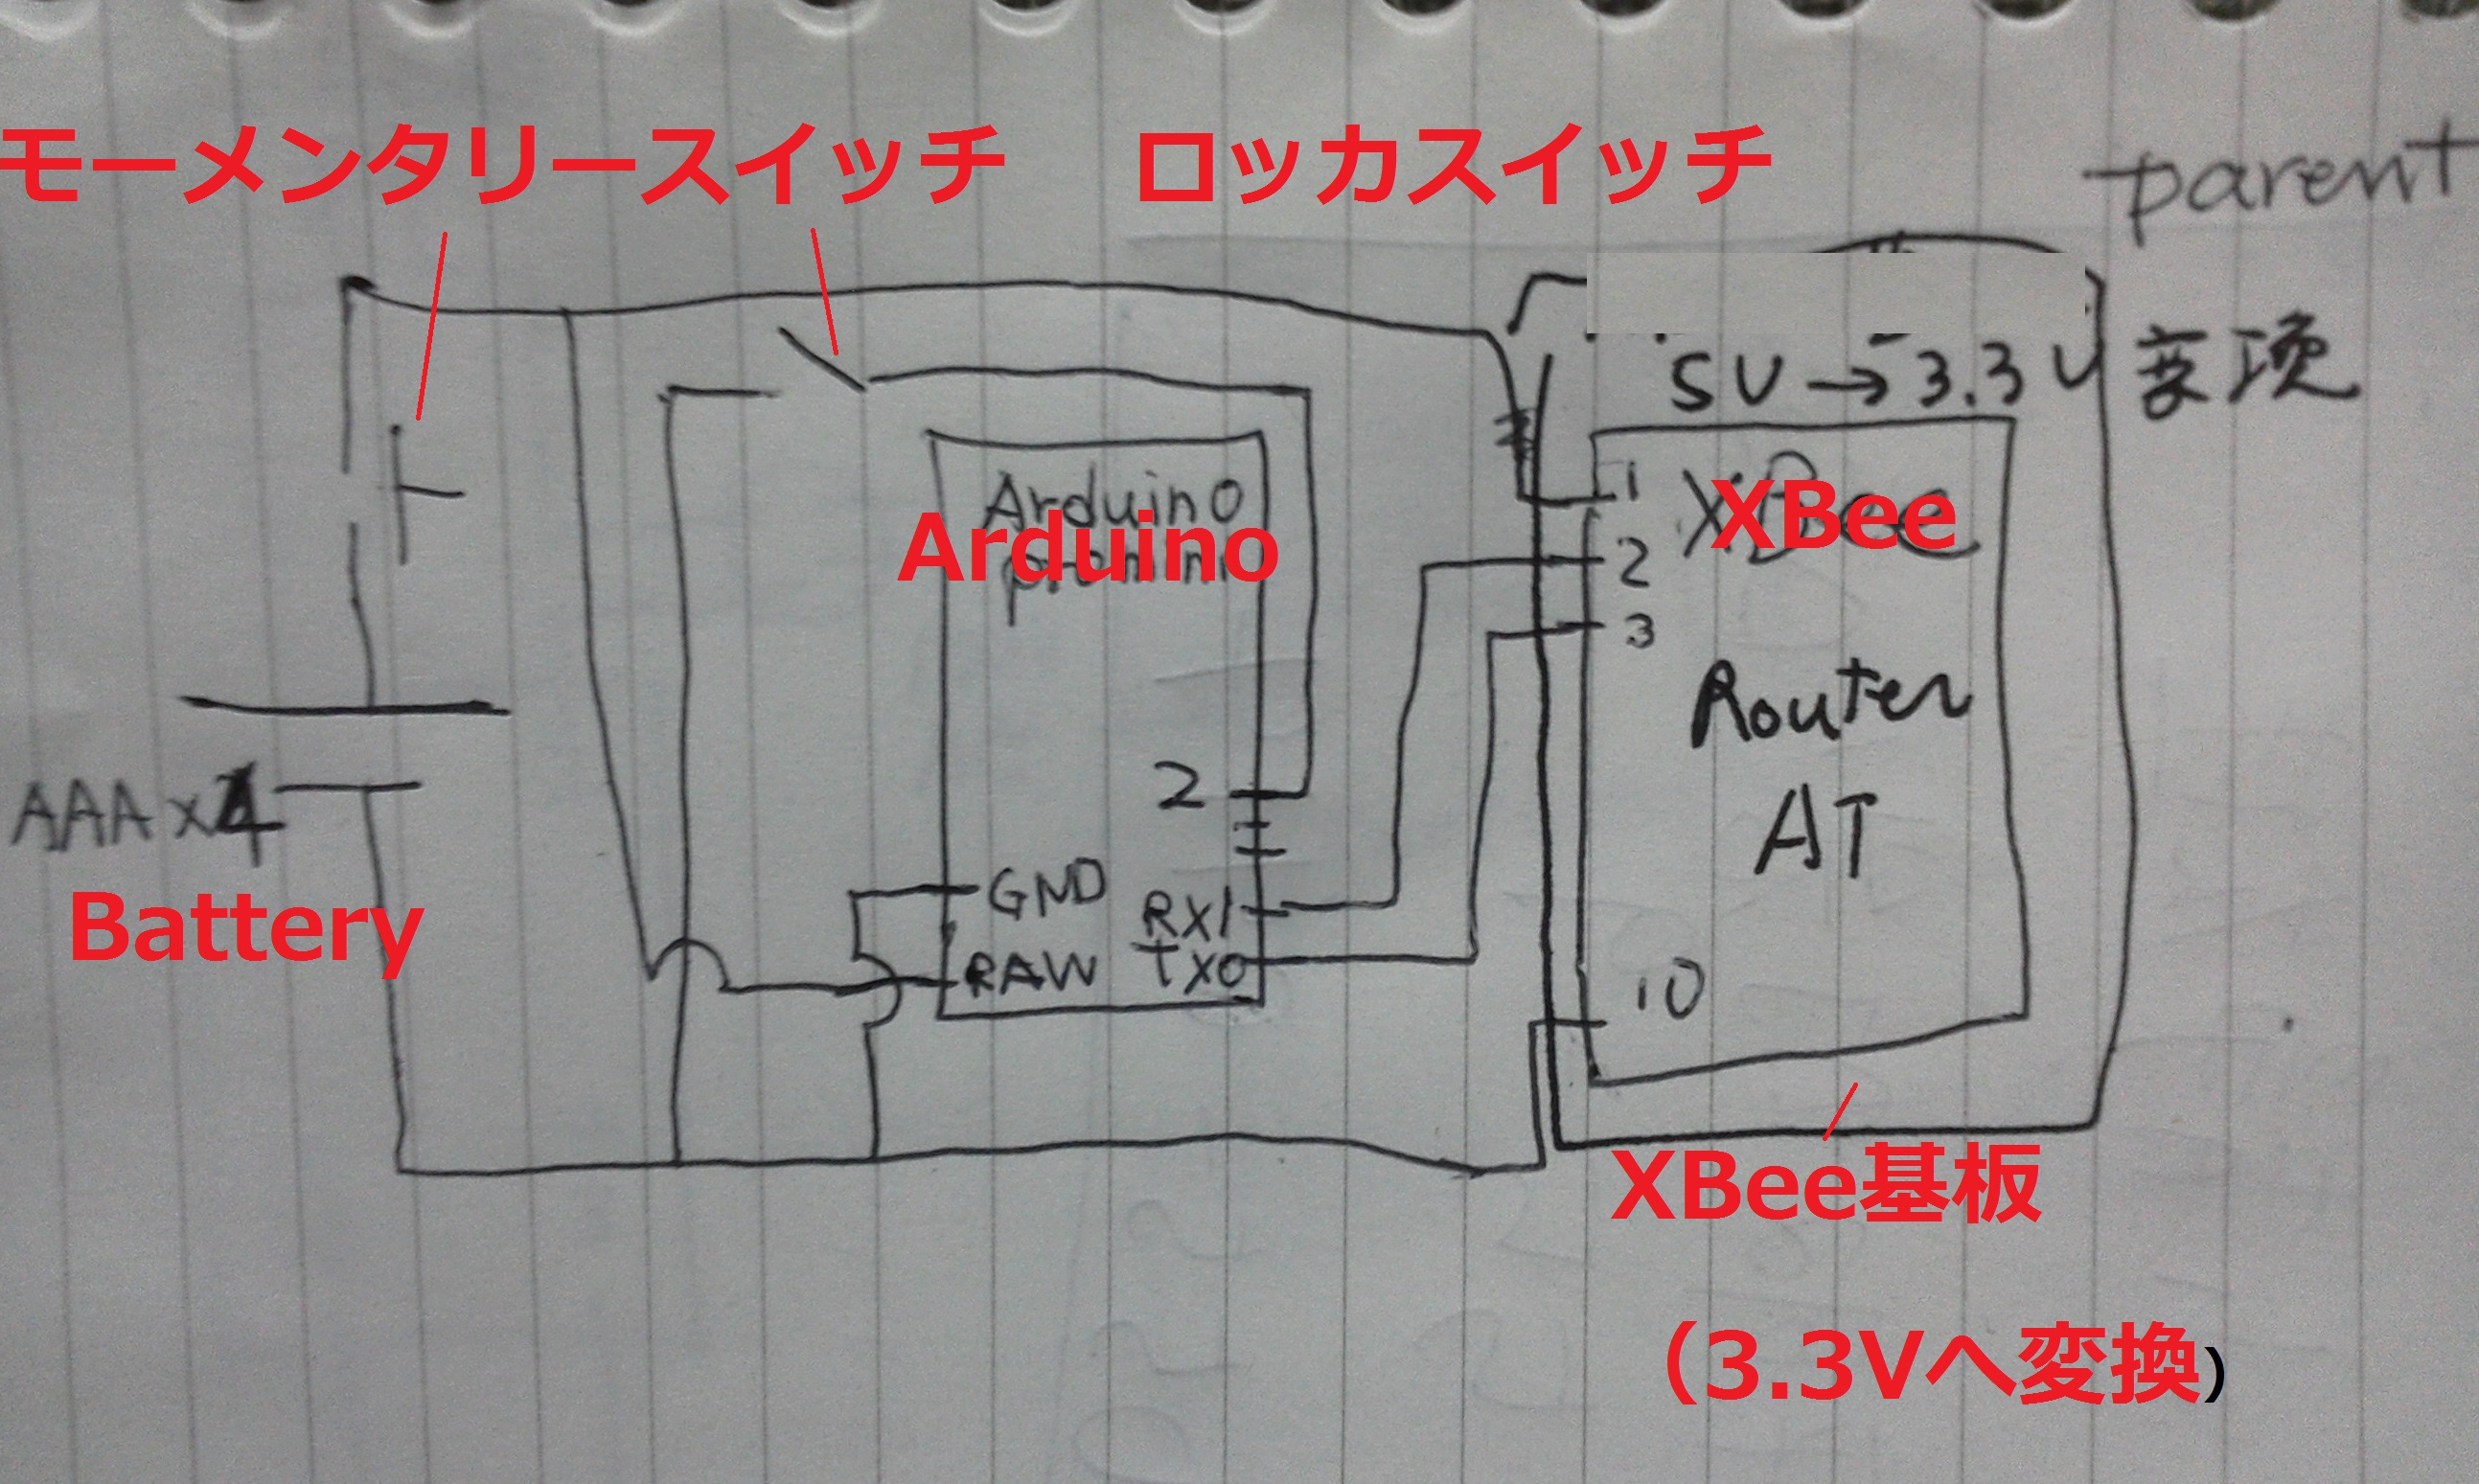 モーメンタリースイッチ
ロッカスイッチ
parent
5V→3.3V変換
Arduino
promini
Arduino
1
XBee
XBee
2
3
Router
AT
2
AAA x4
Battery
GND
RX1
RAW
TX0
10
XBee基板
（3.3Vへ変換)